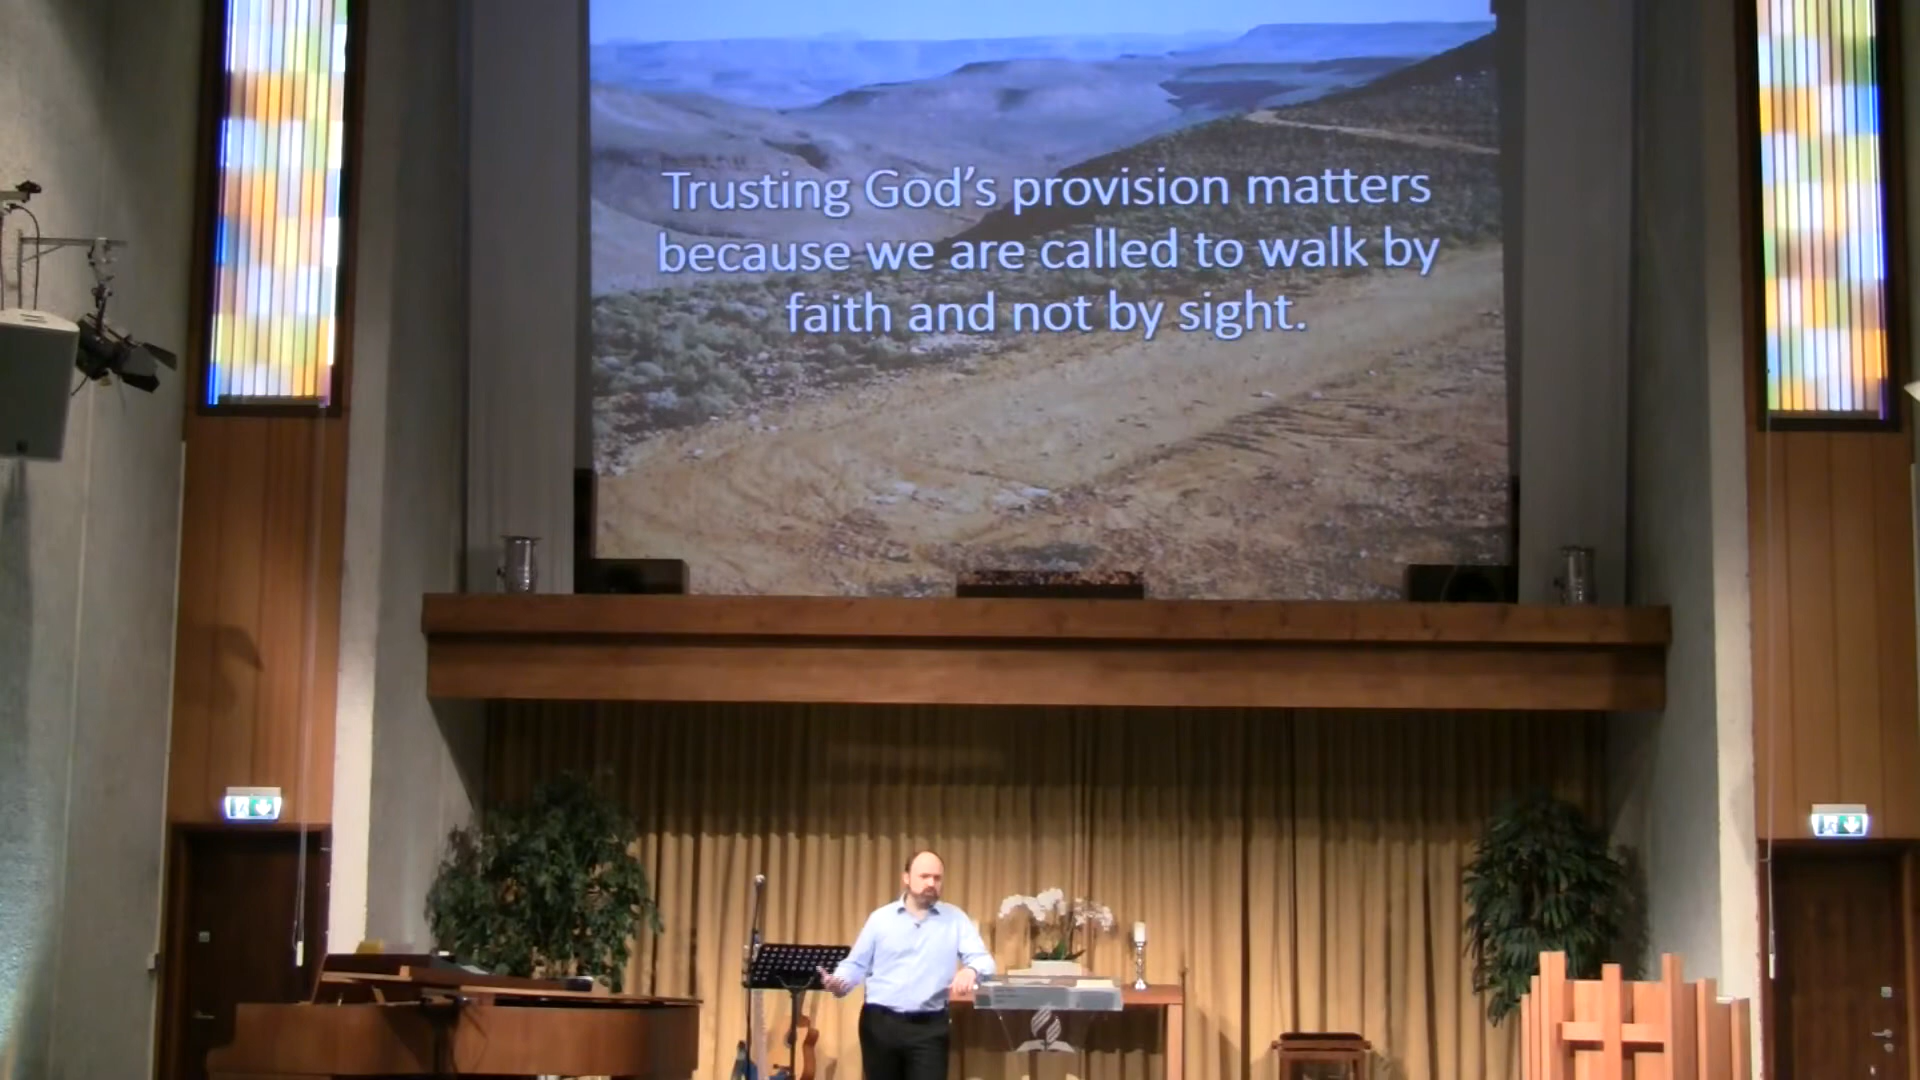 Trusting God's provision matters
because we are called to walk by
faith and not by sight.